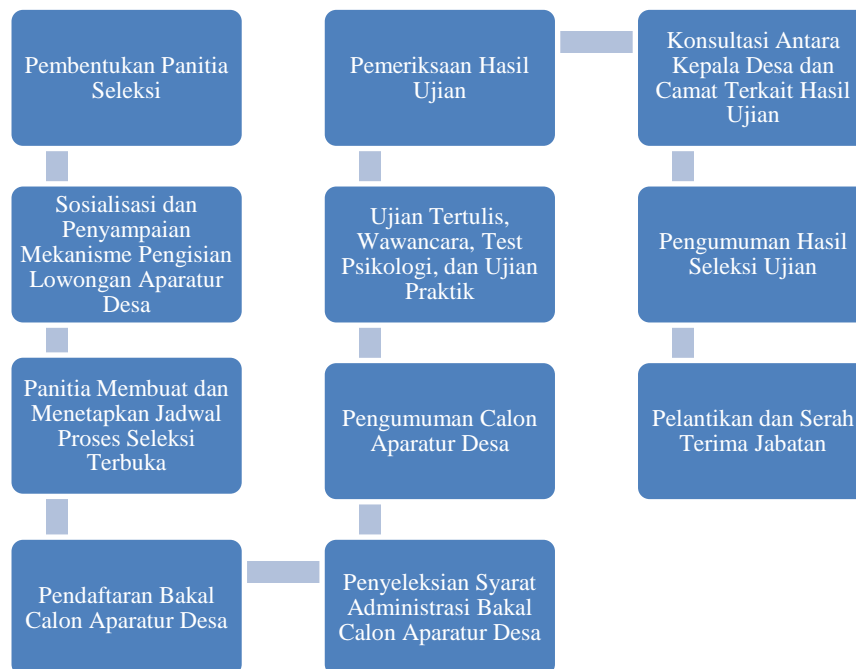 Pembentukan Panitia
Seleksi
Sosialisasi dan
Penyampaian
Mekanisme Pengisian
Lowongan Aparatur
Desa
Panitia Membuat dan
Menetapkan Jadwal
Proses Seleksi
Terbuka
Pendaftaran Bakal
Calon Aparatur Desa
Penyeleksian Syarat
Administrasi Bakal
Calon Aparatur Desa
Pengumuman Calon
Aparatur Desa
Ujian Tertulis,
Wawancara, Test
Psikologi, dan Ujian
Praktik
Pemeriksaan Hasil
Ujian
Konsultasi Antara
Kepala Desa dan
Camat Terkait Hasil
Ujian
Pengumuman Hasil
Seleksi Ujian
Pelantikan dan Serah
Terima Jabatan